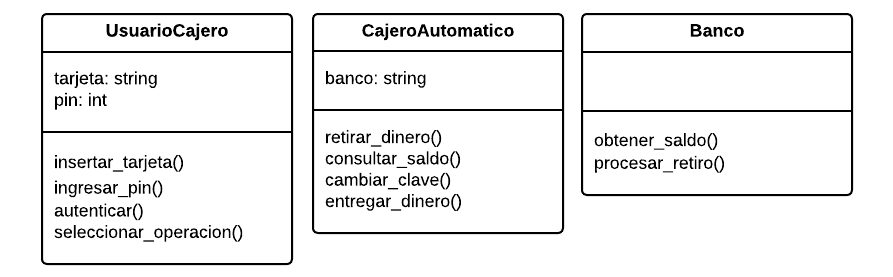 UsuarioCajero
tarjeta: string
pin: int
insertar_tarjeta()
ingresar_pin()
autenticar()
seleccionar_operacion()
CajeroAutomatico
banco: string
retirar_dinero()
consultar_saldo()
cambiar_clave()
entregar_dinero()
Banco
obtener_saldo()
procesar_retiro()